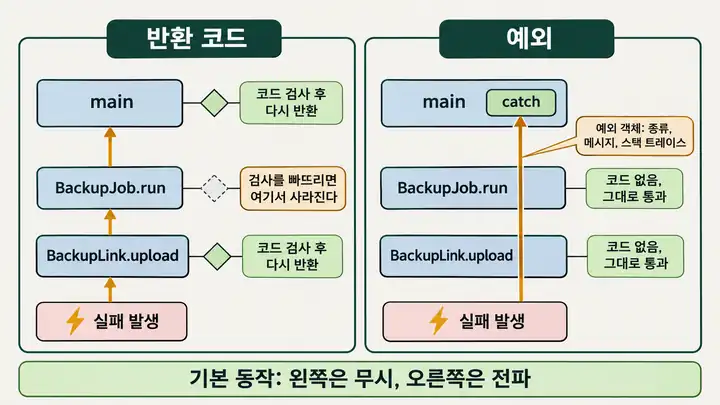 반환 코드
main
코드 검사 후
다시 반환
BackupJob.run
검사를 빠뜨리면
여기서 사라진다
BackupLink.upload
코드 검사 후
다시 반환
실패 발생
예외
main
catch
예외 객체: 종류,
메시지, 스택 트레이스
BackupJob.run
코드 없음,
그대로 통과
BackupLink.upload
코드 없음,
그대로 통과
실패 발생
기본 동작: 왼쪽은 무시, 오른쪽은 전파